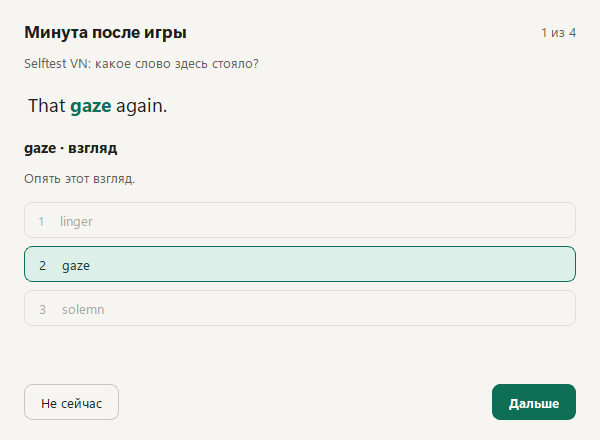 Минута после игры
1 из 4
Selftest VN: какое слово здесь стояло?
That gaze again.
gaze · взгляд
Опять этот взгляд.
1 linger
2 gaze
3 solemn
Не сейчас
Дальше